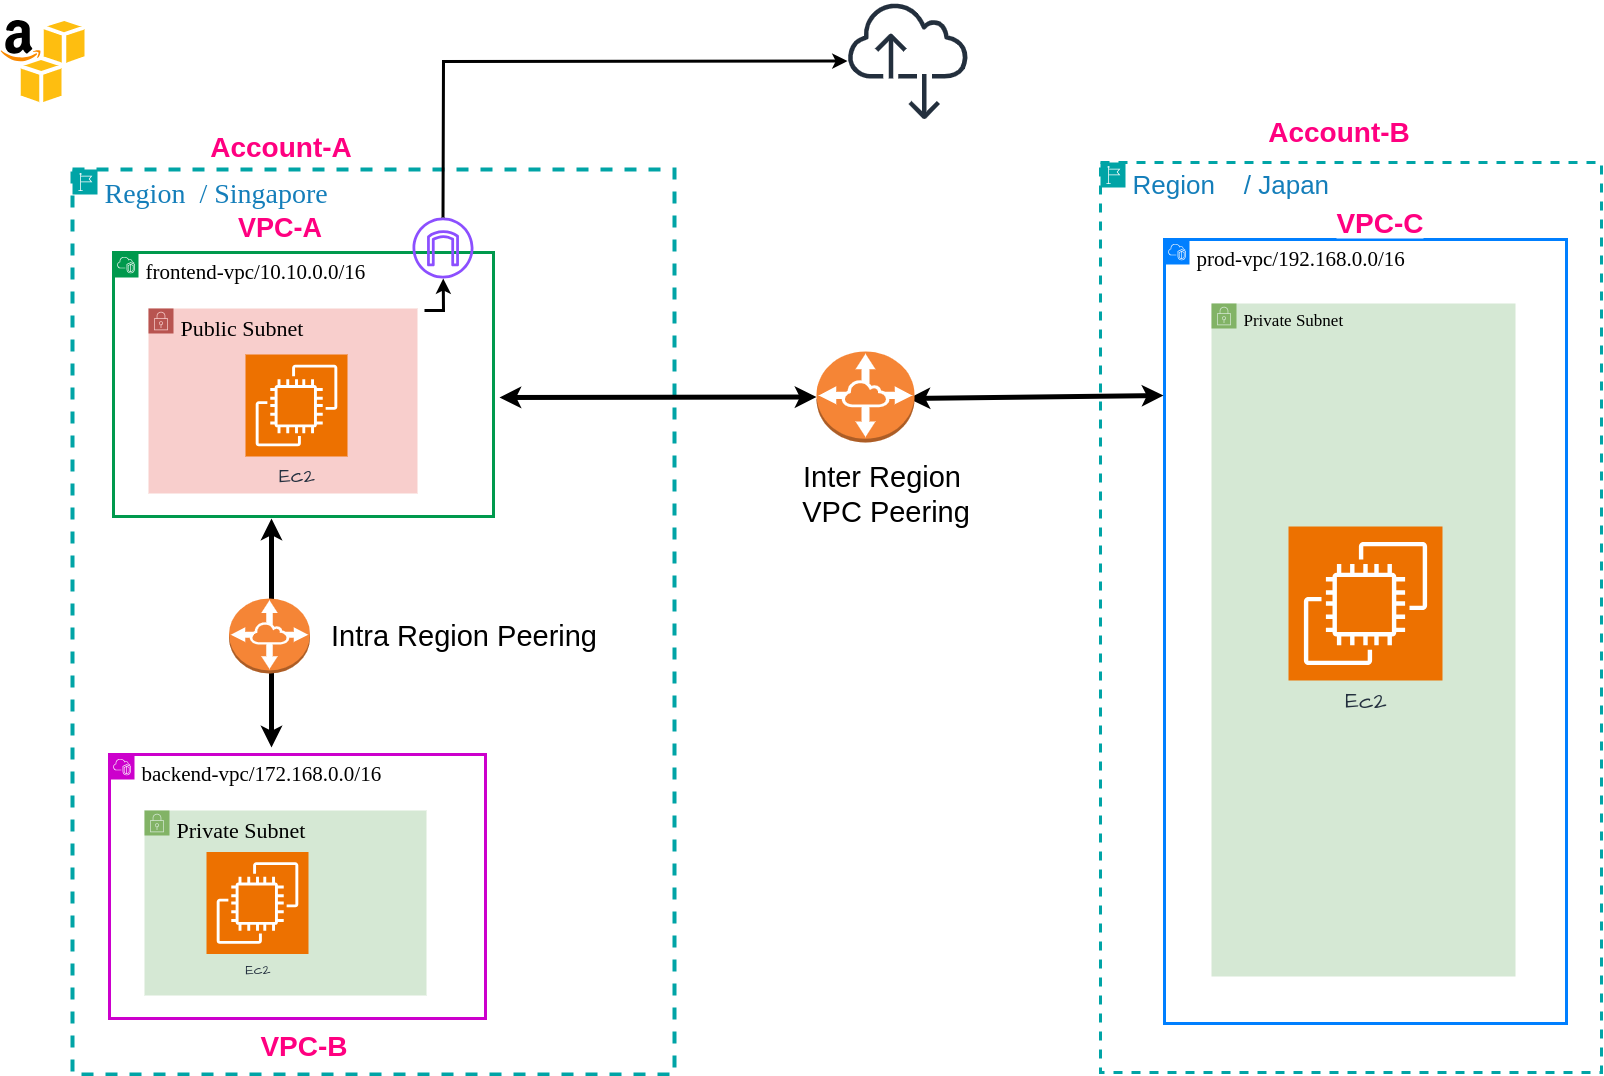 a
Account-A
Account-B
Region / Singapore
Region / Japan
VPC-A
VPC-C
frontend-vpc/10.10.0.0/16
prod-vpc/192.168.0.0/16
Public Subnet
Private Subnet
Ec2
Inter Region
VPC Peering
Intra Region Peering
Ec2
backend-vpc/172.168.0.0/16
Private Subnet
Ec2
VPC-B